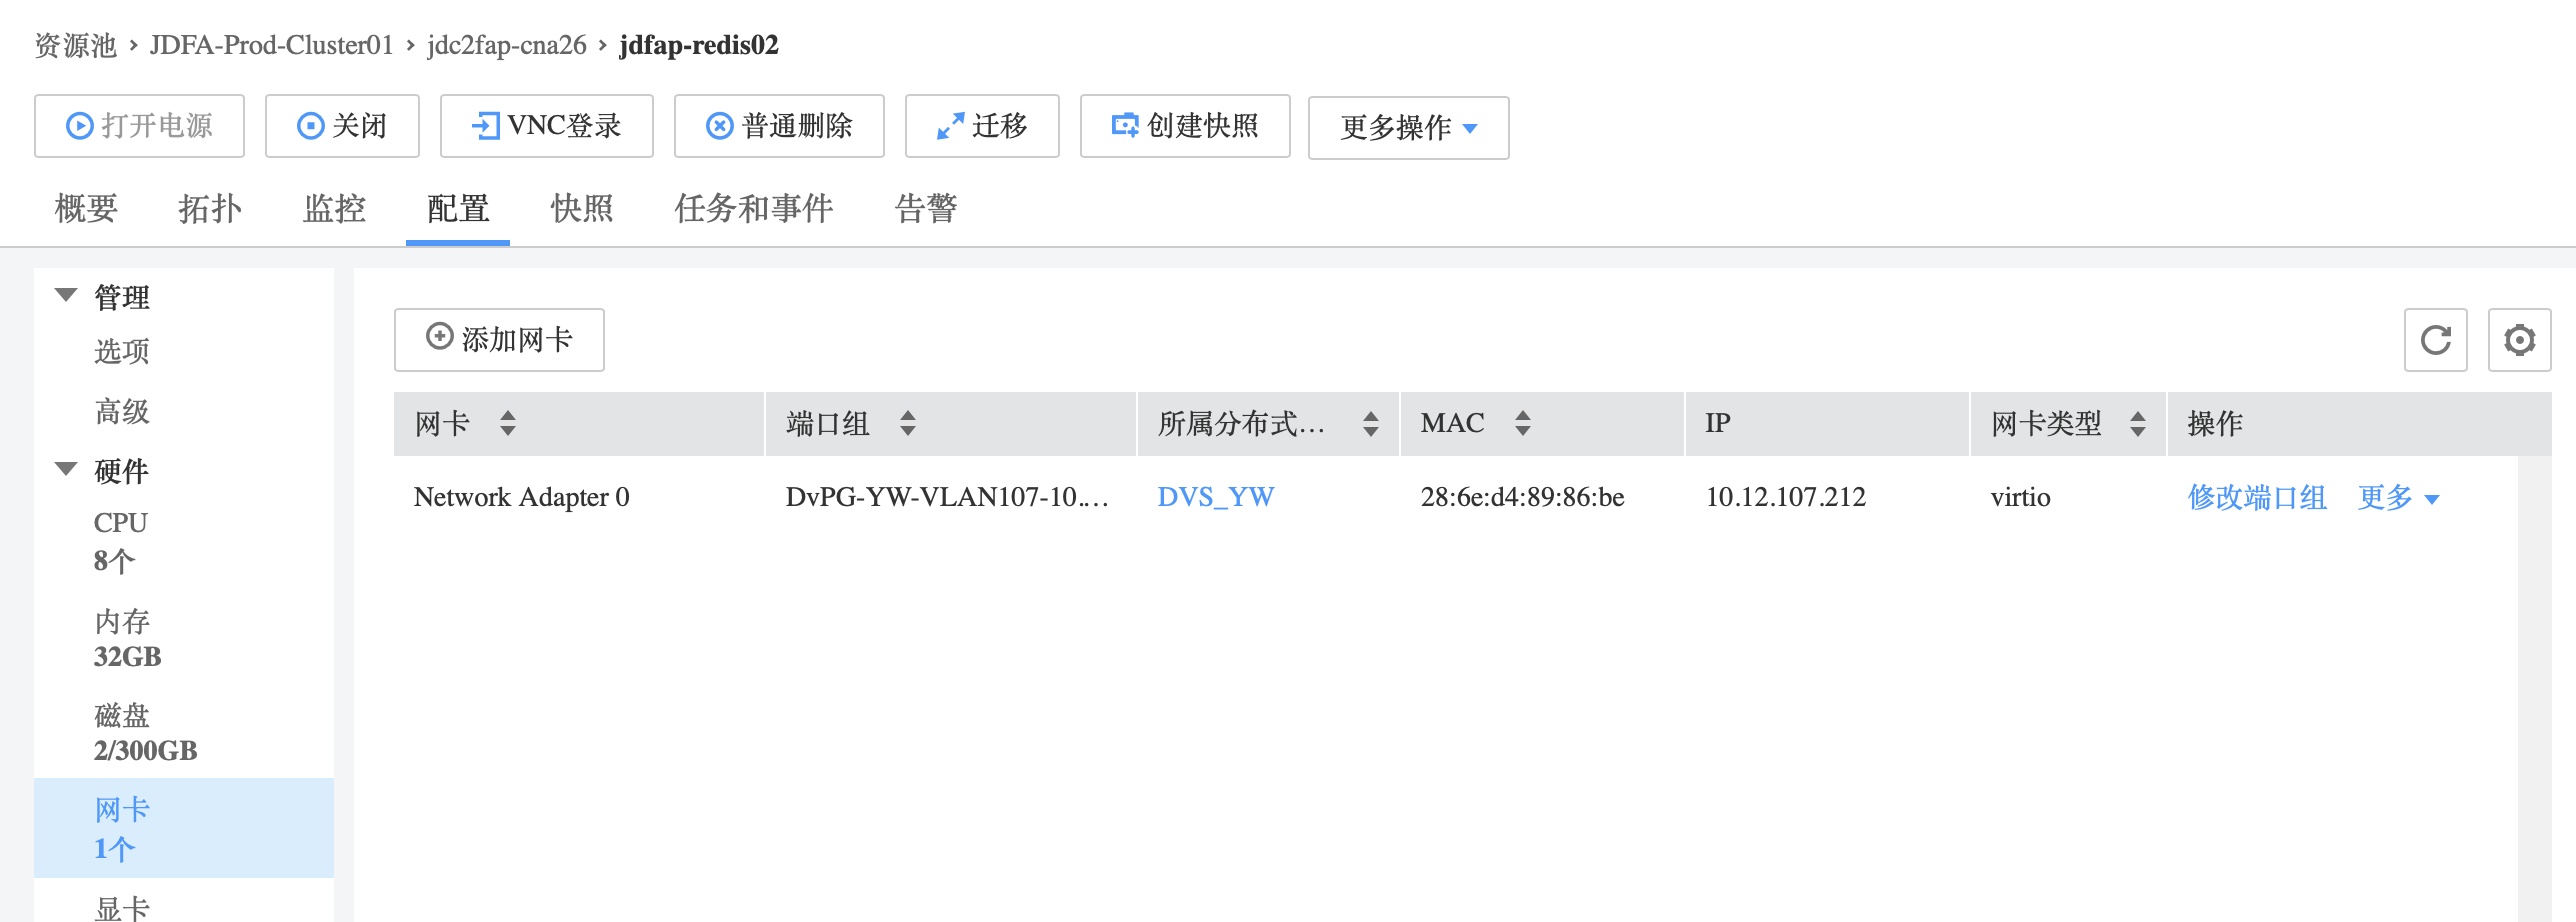 资源池 › JDFA-Prod-Cluster01 › jdc2fap-cna26 › jdfap-redis02
打开电源 关闭 VNC登录 普通删除 迁移 创建快照 更多操作
概要 拓扑 监控 配置 快照 任务和事件 告警
管理
选项
高级
硬件
CPU
8个
内存
32GB
磁盘
2/300GB
网卡
1个
显卡
添加网卡
网卡 端口组 所属分布式... MAC IP 网卡类型 操作
Network Adapter 0 DvPG-YW-VLAN107-10.... DVS_YW 28:6e:d4:89:86:be 10.12.107.212 virtio 修改端口组 更多